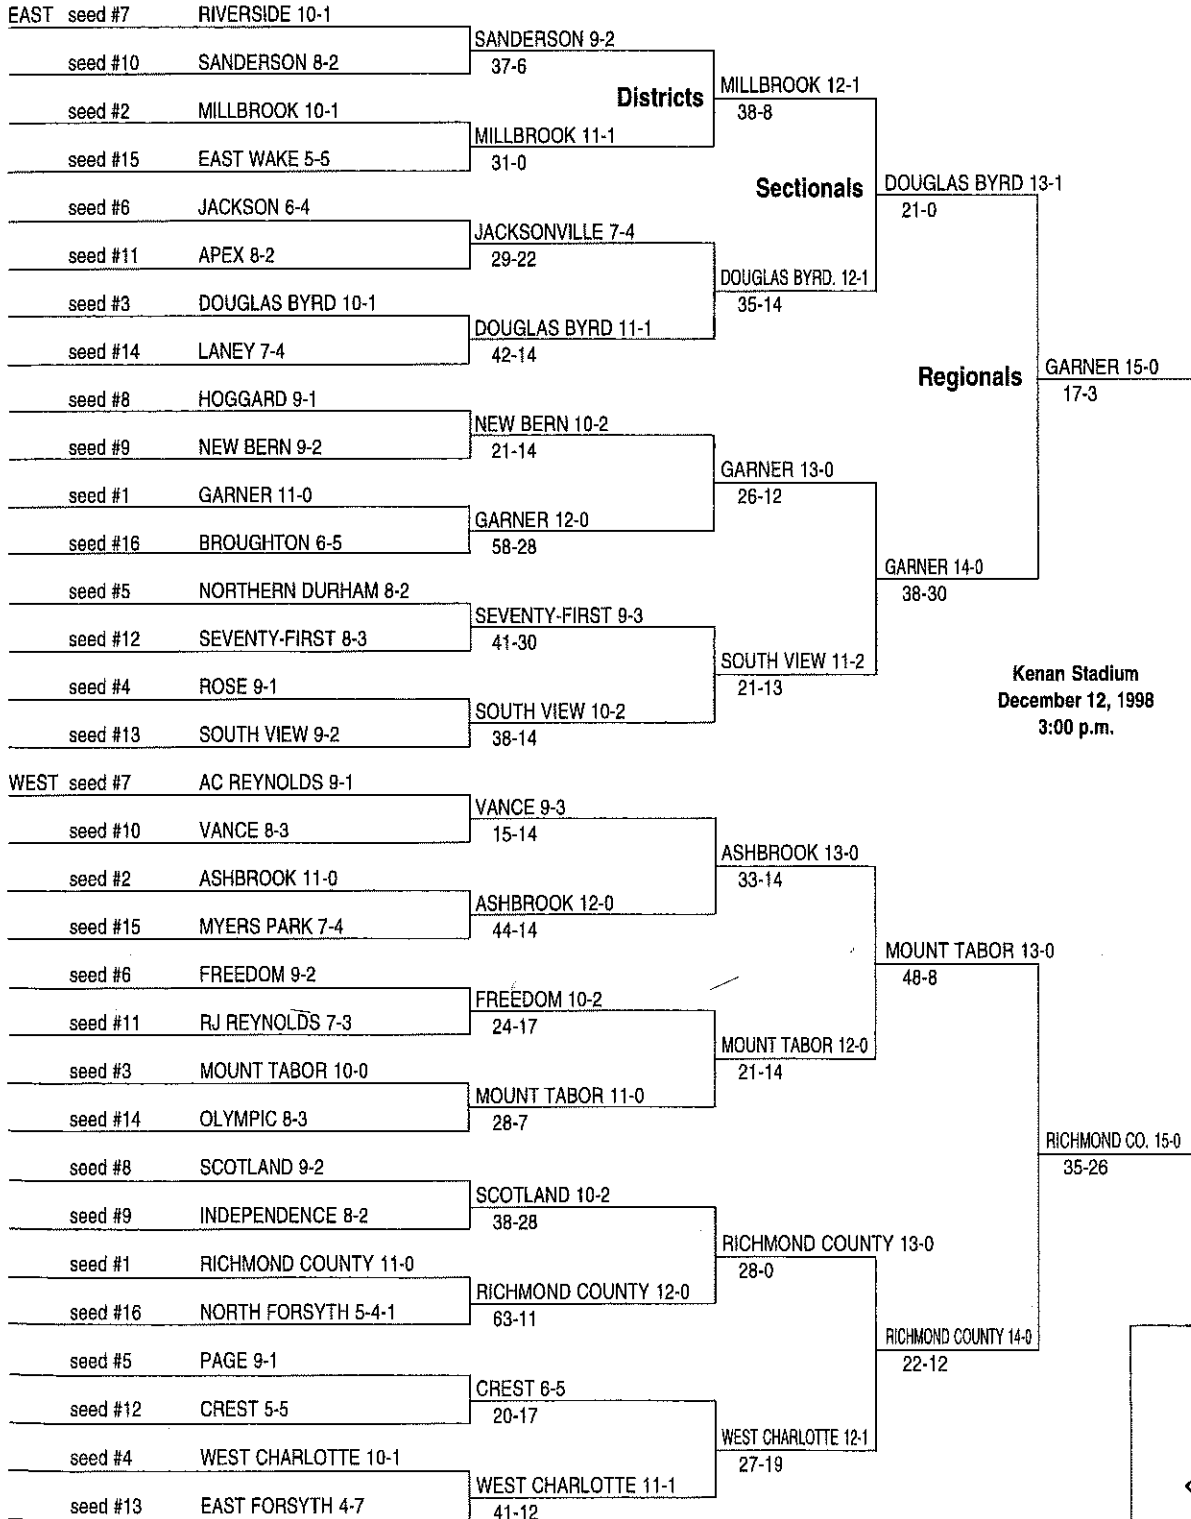 EAST seed #7 RIVERSIDE 10-1
SANDERSON 9-2
seed #10 SANDERSON 8-2
37-6
Districts
MILLBROOK 12-1
38-8
seed #2 MILLBROOK 10-1
MILLBROOK 11-1
seed #15 EAST WAKE 5-5
31-0
Sectionals
DOUGLAS BYRD 13-1
21-0
seed #6 JACKSON 6-4
JACKSONVILLE 7-4
seed #11 APEX 8-2
29-22
DOUGLAS BYRD. 12-1
35-14
seed #3 DOUGLAS BYRD 10-1
DOUGLAS BYRD 11-1
seed #14 LANEY 7-4
42-14
Regionals
GARNER 15-0
17-3
seed #8 HOGGARD 9-1
NEW BERN 10-2
seed #9 NEW BERN 9-2
21-14
GARNER 13-0
26-12
seed #1 GARNER 11-0
GARNER 12-0
seed #16 BROUGHTON 6-5
58-28
GARNER 14-0
38-30
seed #5 NORTHERN DURHAM 8-2
SEVENTY-FIRST 9-3
seed #12 SEVENTY-FIRST 8-3
41-30
SOUTH VIEW 11-2
21-13
seed #4 ROSE 9-1
SOUTH VIEW 10-2
seed #13 SOUTH VIEW 9-2
38-14
Kenan Stadium
December 12, 1998
3:00 p.m.
WEST seed #7 AC REYNOLDS 9-1
VANCE 9-3
seed #10 VANCE 8-3
15-14
ASHBROOK 13-0
33-14
seed #2 ASHBROOK 11-0
ASHBROOK 12-0
seed #15 MYERS PARK 7-4
44-14
MOUNT TABOR 13-0
48-8
seed #6 FREEDOM 9-2
FREEDOM 10-2
seed #11 RJ REYNOLDS 7-3
24-17
MOUNT TABOR 12-0
21-14
seed #3 MOUNT TABOR 10-0
MOUNT TABOR 11-0
seed #14 OLYMPIC 8-3
28-7
RICHMOND CO. 15-0
35-26
seed #8 SCOTLAND 9-2
SCOTLAND 10-2
seed #9 INDEPENDENCE 8-2
38-28
RICHMOND COUNTY 13-0
28-0
seed #1 RICHMOND COUNTY 11-0
RICHMOND COUNTY 12-0
seed #16 NORTH FORSYTH 5-4-1
63-11
RICHMOND COUNTY 14-0
22-12
seed #5 PAGE 9-1
CREST 6-5
seed #12 CREST 5-5
20-17
WEST CHARLOTTE 12-1
27-19
seed #4 WEST CHARLOTTE 10-1
WEST CHARLOTTE 11-1
seed #13 EAST FORSYTH 4-7
41-12